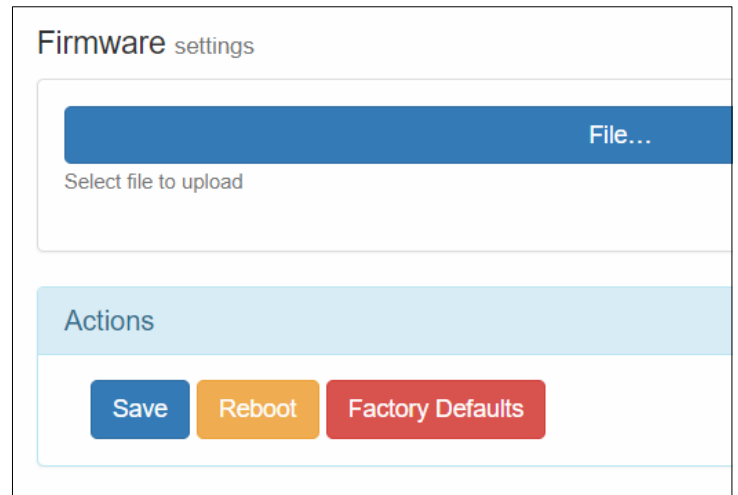 Firmware settings
File...
Select file to upload
Actions
Save Reboot Factory Defaults